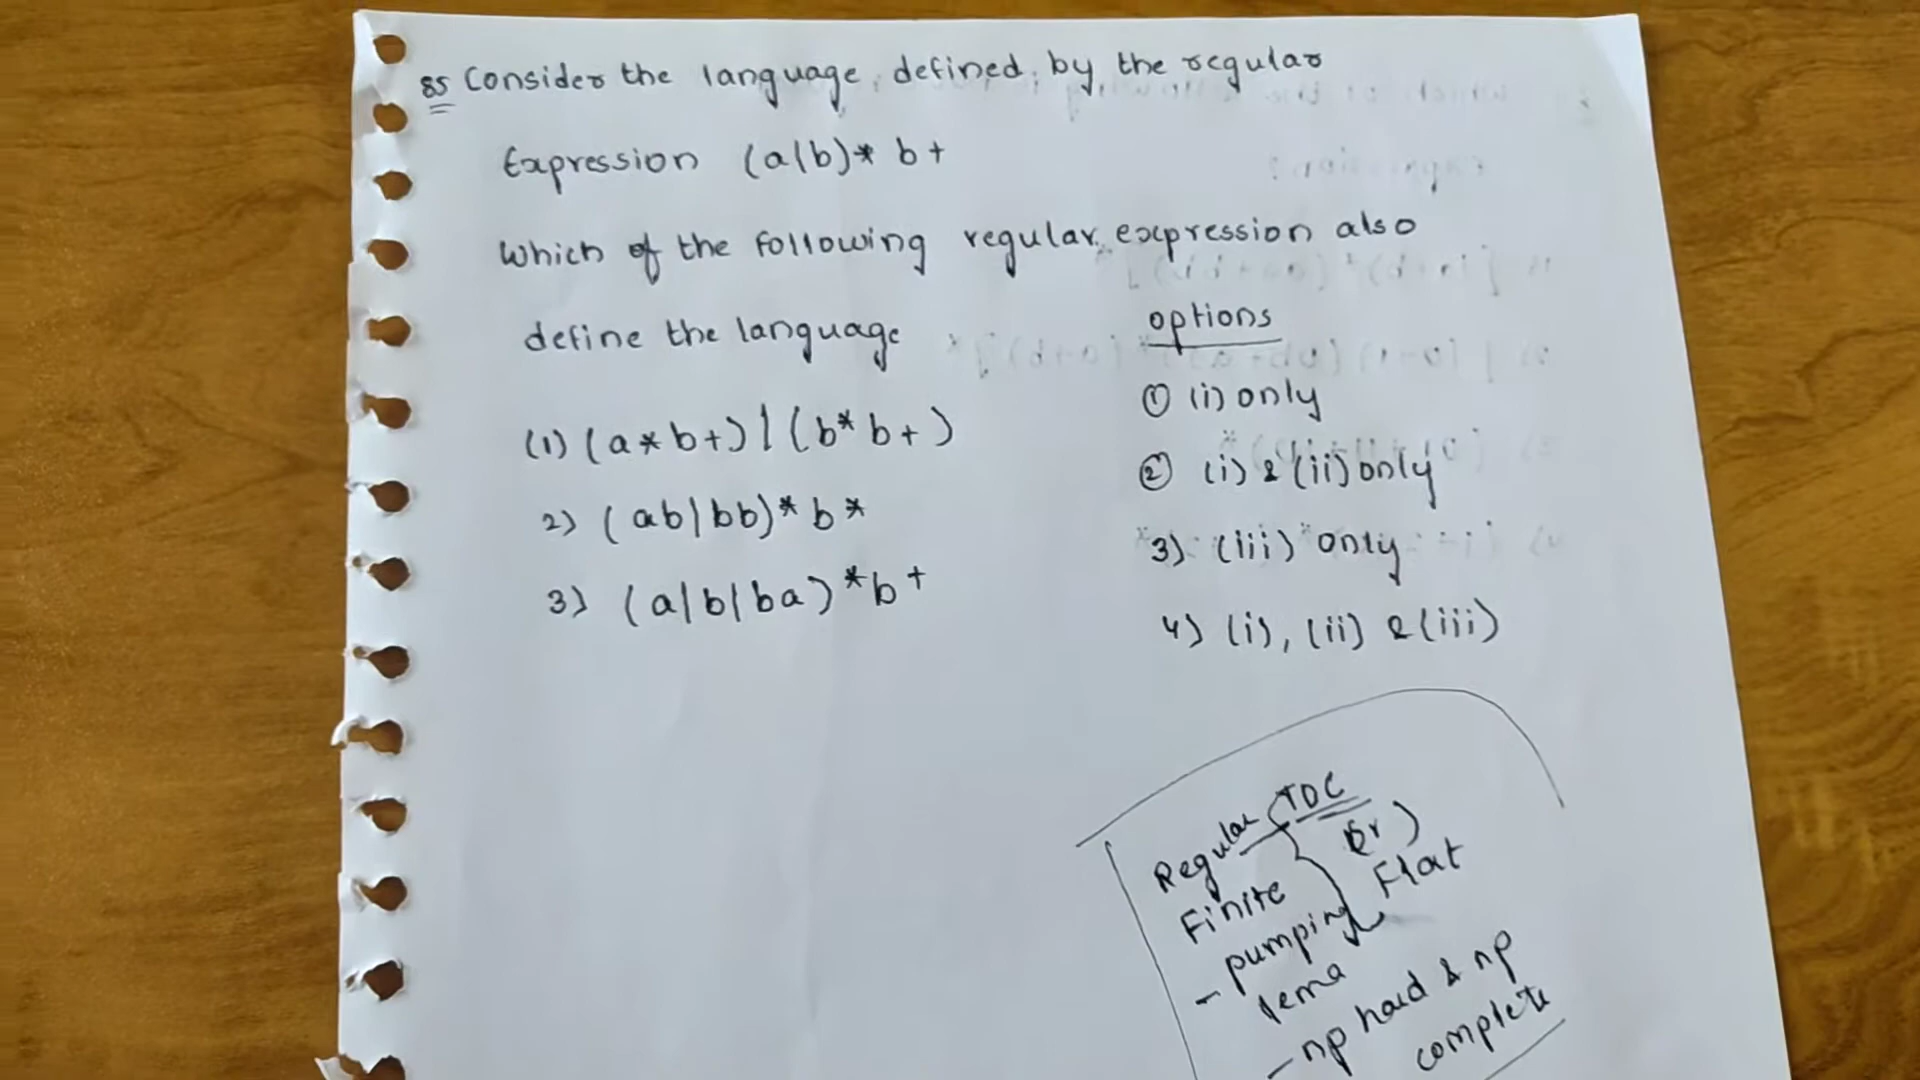 85 Consider the language defined by the regular
Expression (a|b)* b+
Which of the following regular expression also
define the language
(1) (a*b+) | (b*b+)
2) (ab|bb)* b*
3) (a|b|ba)*b+
options
① (i) only
② (i) & (ii) only
3) (iii) only
4) (i), (ii) & (iii)
Regular
Finite
- pumping
lema
- np hard & np
complete
TOC
(or)
Flat